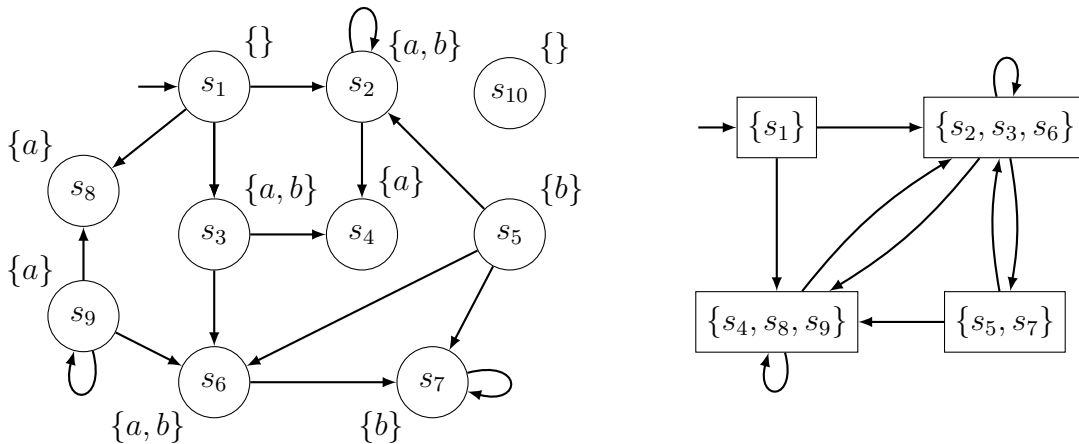 {}
{a, b}
{}
s₁
s₂
s₁₀
{s₁}
{s₂, s₃, s₆}
{a}
s₈
{a, b}
{a}
{b}
s₃
s₄
s₅
{a}
s₉
{s₄, s₈, s₉}
{s₅, s₇}
s₆
s₇
{a, b}
{b}